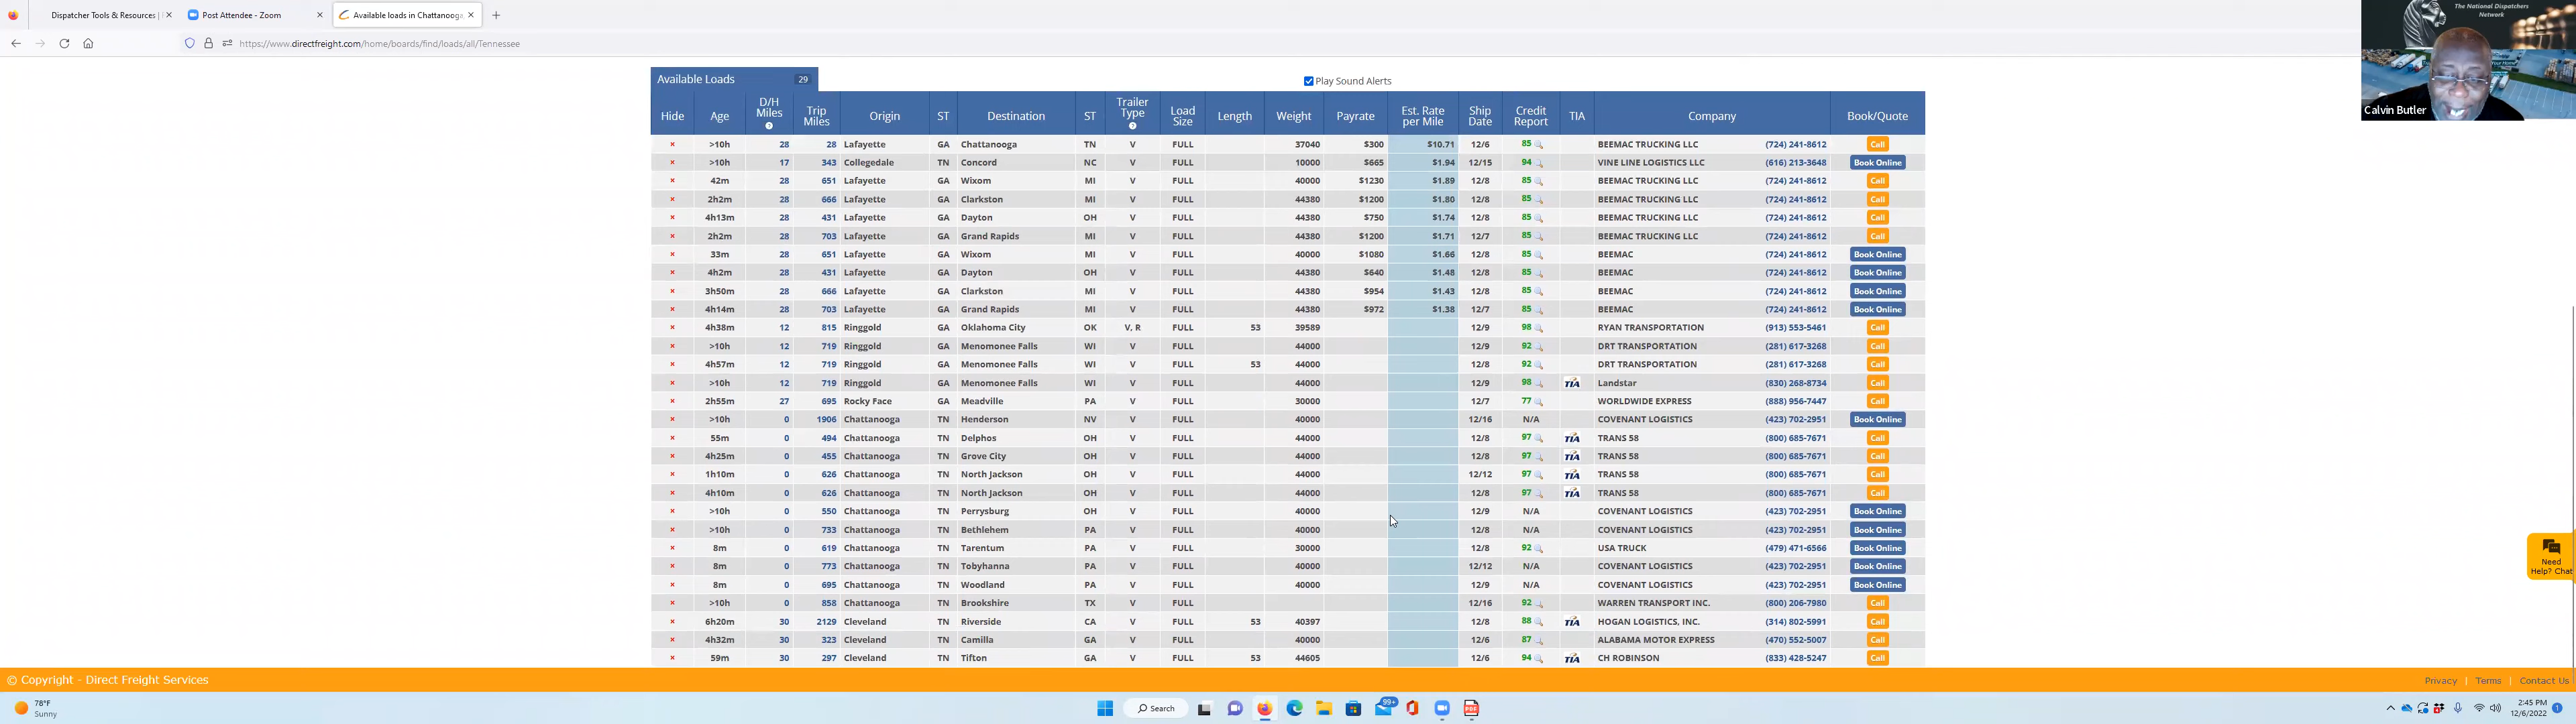 Dispatcher Tools & Resources |
Post Attendee - Zoom
Available loads in Chattanooga,
https://www.directfreight.com/home/boards/find/loads/all/Tennessee
The National Dispatchers
Network
Calvin Butler
Available Loads 29
Play Sound Alerts
Hide Age D/H Miles Trip Miles Origin ST Destination ST Trailer Type Load Size Length Weight Payrate Est. Rate per Mile Ship Date Credit Report TIA Company Book/Quote
>10h 28 28 Lafayette GA Chattanooga TN V FULL 37040 $300 $10.71 12/6 85 BEEMAC TRUCKING LLC (724) 241-8612 Call
>10h 17 343 Collegedale TN Concord NC V FULL 10000 $665 $1.94 12/15 94 VINE LINE LOGISTICS LLC (616) 213-3648 Book Online
42m 28 651 Lafayette GA Wixom MI V FULL 40000 $1230 $1.89 12/8 85 BEEMAC TRUCKING LLC (724) 241-8612 Call
2h2m 28 666 Lafayette GA Clarkston MI V FULL 44380 $1200 $1.80 12/8 85 BEEMAC TRUCKING LLC (724) 241-8612 Call
4h13m 28 431 Lafayette GA Dayton OH V FULL 44380 $750 $1.74 12/8 85 BEEMAC TRUCKING LLC (724) 241-8612 Call
2h2m 28 703 Lafayette GA Grand Rapids MI V FULL 44380 $1200 $1.71 12/7 85 BEEMAC TRUCKING LLC (724) 241-8612 Call
33m 28 651 Lafayette GA Wixom MI V FULL 40000 $1080 $1.66 12/8 85 BEEMAC (724) 241-8612 Book Online
4h2m 28 431 Lafayette GA Dayton OH V FULL 44380 $640 $1.48 12/8 85 BEEMAC (724) 241-8612 Book Online
3h50m 28 666 Lafayette GA Clarkston MI V FULL 44380 $954 $1.43 12/8 85 BEEMAC (724) 241-8612 Book Online
4h14m 28 703 Lafayette GA Grand Rapids MI V FULL 44380 $972 $1.38 12/7 85 BEEMAC (724) 241-8612 Book Online
4h38m 12 815 Ringgold GA Oklahoma City OK V, R FULL 53 39589 12/9 98 RYAN TRANSPORTATION (913) 553-5461 Call
>10h 12 719 Ringgold GA Menomonee Falls WI V FULL 44000 12/9 92 DRT TRANSPORTATION (281) 617-3268 Call
4h57m 12 719 Ringgold GA Menomonee Falls WI V FULL 53 44000 12/8 92 DRT TRANSPORTATION (281) 617-3268 Call
>10h 12 719 Ringgold GA Menomonee Falls WI V FULL 44000 12/9 98 TIA Landstar (830) 268-8734 Call
2h55m 27 695 Rocky Face GA Meadville PA V FULL 30000 12/7 77 WORLDWIDE EXPRESS (888) 956-7447 Call
>10h 0 1906 Chattanooga TN Henderson NV V FULL 40000 12/16 N/A COVENANT LOGISTICS (423) 702-2951 Book Online
55m 0 494 Chattanooga TN Delphos OH V FULL 44000 12/8 97 TIA TRANS 58 (800) 685-7671 Call
4h25m 0 455 Chattanooga TN Grove City OH V FULL 44000 12/8 97 TIA TRANS 58 (800) 685-7671 Call
1h10m 0 626 Chattanooga TN North Jackson OH V FULL 44000 12/12 97 TIA TRANS 58 (800) 685-7671 Call
4h10m 0 626 Chattanooga TN North Jackson OH V FULL 44000 12/8 97 TIA TRANS 58 (800) 685-7671 Call
>10h 0 550 Chattanooga TN Perrysburg OH V FULL 40000 12/9 N/A COVENANT LOGISTICS (423) 702-2951 Book Online
>10h 0 733 Chattanooga TN Bethlehem PA V FULL 40000 12/8 N/A COVENANT LOGISTICS (423) 702-2951 Book Online
8m 0 619 Chattanooga TN Tarentum PA V FULL 30000 12/8 92 USA TRUCK (479) 471-6566 Book Online
8m 0 773 Chattanooga TN Tobyhanna PA V FULL 40000 12/12 N/A COVENANT LOGISTICS (423) 702-2951 Book Online
8m 0 695 Chattanooga TN Woodland PA V FULL 40000 12/9 N/A COVENANT LOGISTICS (423) 702-2951 Book Online
>10h 0 858 Chattanooga TN Brookshire TX V FULL 12/16 92 WARREN TRANSPORT INC. (800) 206-7980 Call
6h20m 30 2129 Cleveland TN Riverside CA V FULL 53 40397 12/8 88 TIA HOGAN LOGISTICS, INC. (314) 802-5991 Call
4h32m 30 323 Cleveland TN Camilla GA V FULL 40000 12/6 87 ALABAMA MOTOR EXPRESS (470) 552-5007 Call
59m 30 297 Cleveland TN Tifton GA V FULL 53 44605 12/6 94 TIA CH ROBINSON (833) 428-5247 Call
Need
Help? Chat
© Copyright - Direct Freight Services
Privacy | Terms | Contact Us
78°F
Sunny
Search
99+
2:45 PM
12/6/2022